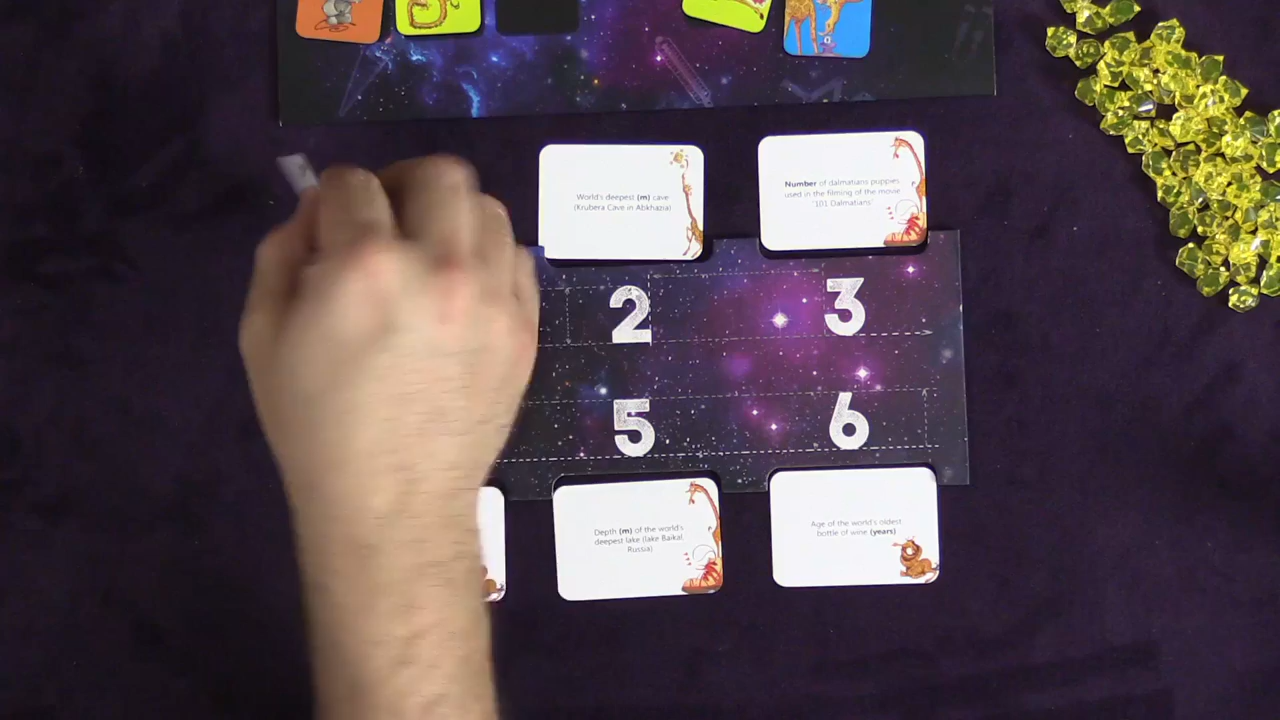 World's deepest (m) cave
(Krubera Cave in Abkhazia)
Number of dalmatians puppies
used in the filming of the movie
'101 Dalmatians'
2
3
5
6
Depth (m) of the world's
deepest lake (lake Baikal,
Russia)
Age of the world's oldest
bottle of wine (years)